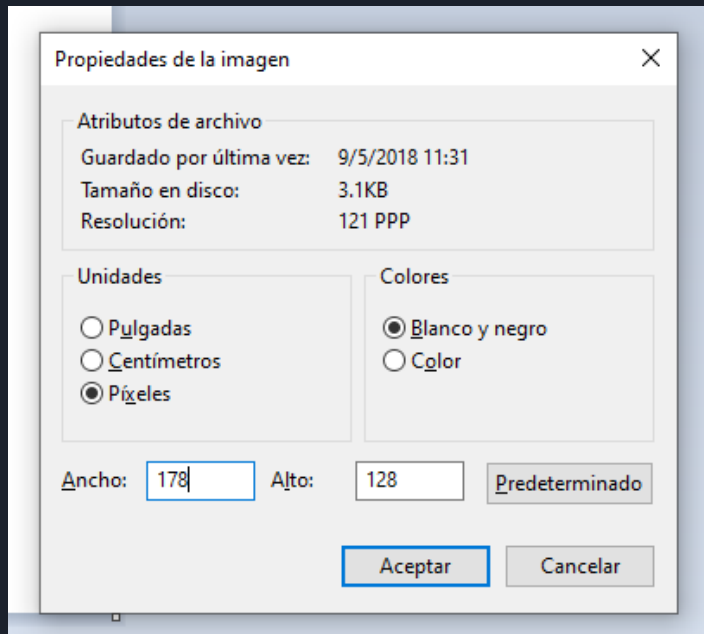 Propiedades de la imagen
Atributos de archivo
Guardado por última vez: 9/5/2018 11:31
Tamaño en disco: 3.1KB
Resolución: 121 PPP
Unidades
Pulgadas
Centímetros
Píxeles
Colores
Blanco y negro
Color
Ancho: 178 Alto: 128 Predeterminado
Aceptar Cancelar